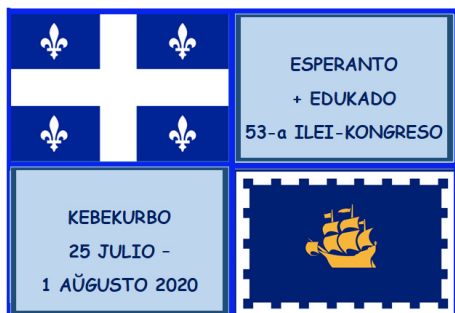 ESPERANTO
+ EDUKADO
53-a ILEI-KONGRESO
KEBEKURBO
25 JULIO -
1 AŬGUSTO 2020